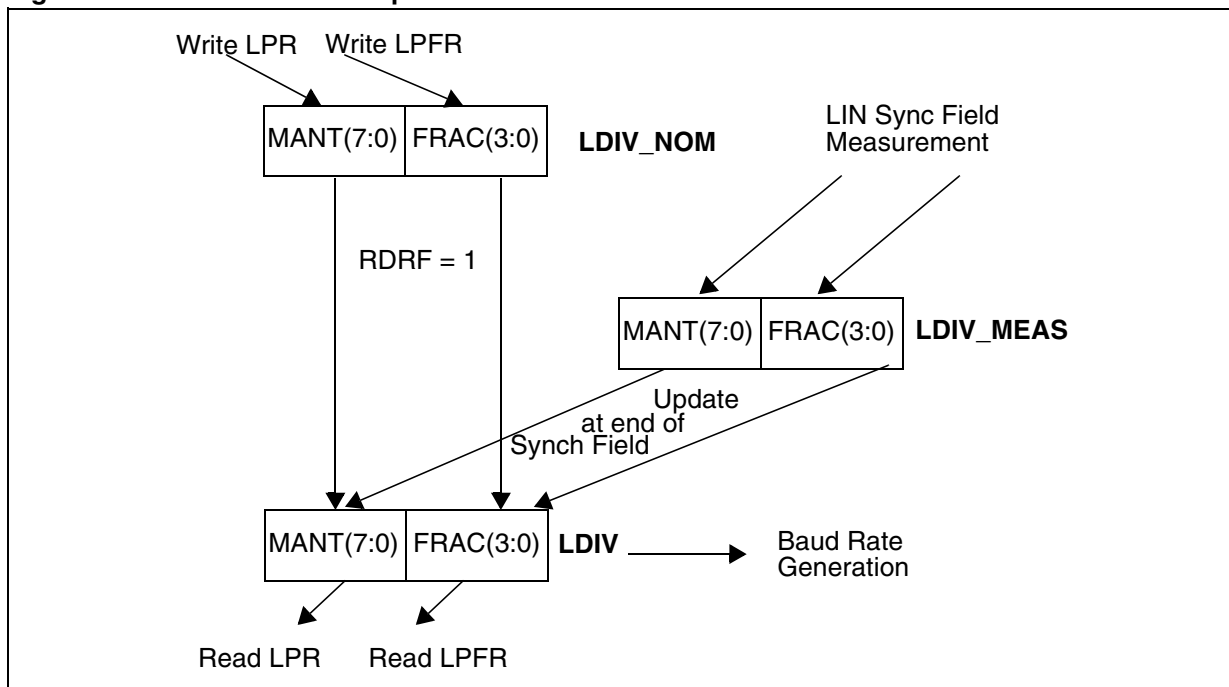 Write LPR Write LPFR
MANT(7:0) FRAC(3:0) LDIV_NOM
LIN Sync Field
Measurement
RDRF = 1
MANT(7:0) FRAC(3:0) LDIV_MEAS
Update
at end of
Synch Field
MANT(7:0) FRAC(3:0) LDIV
Baud Rate
Generation
Read LPR Read LPFR